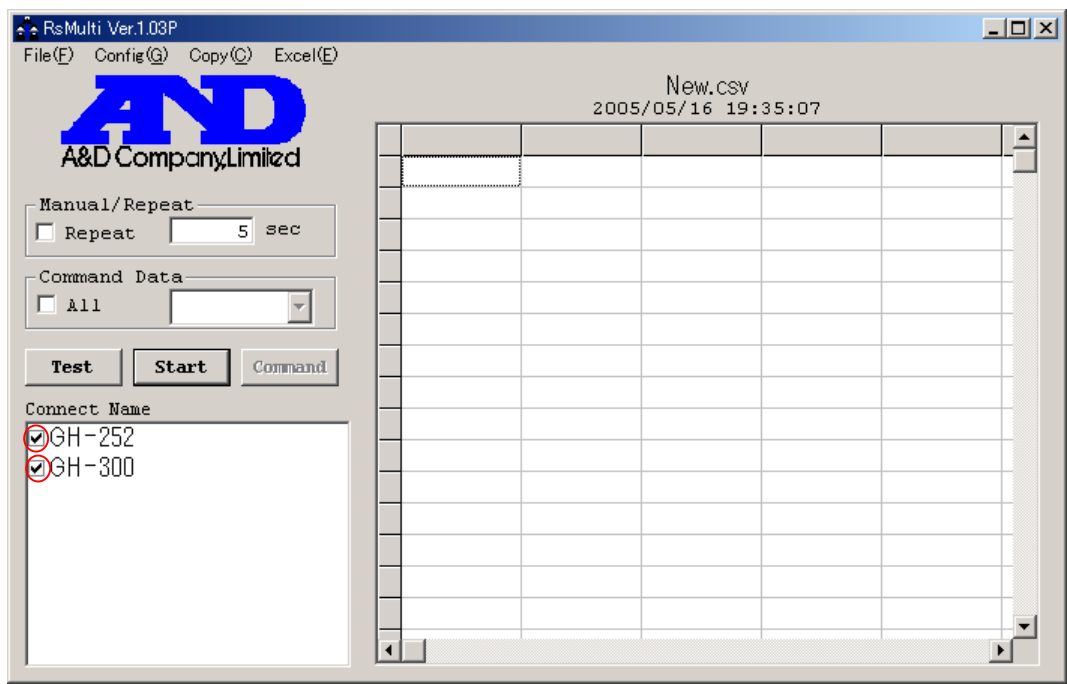 RsMulti Ver.1.03P
File(F) Config(G) Copy(C) Excel(E)
AND
A&D Company,Limited
New.csv
2005/05/16 19:35:07
Manual/Repeat
Repeat 5 sec
Command Data
All
Test Start Command
Connect Name
GH-252
GH-300